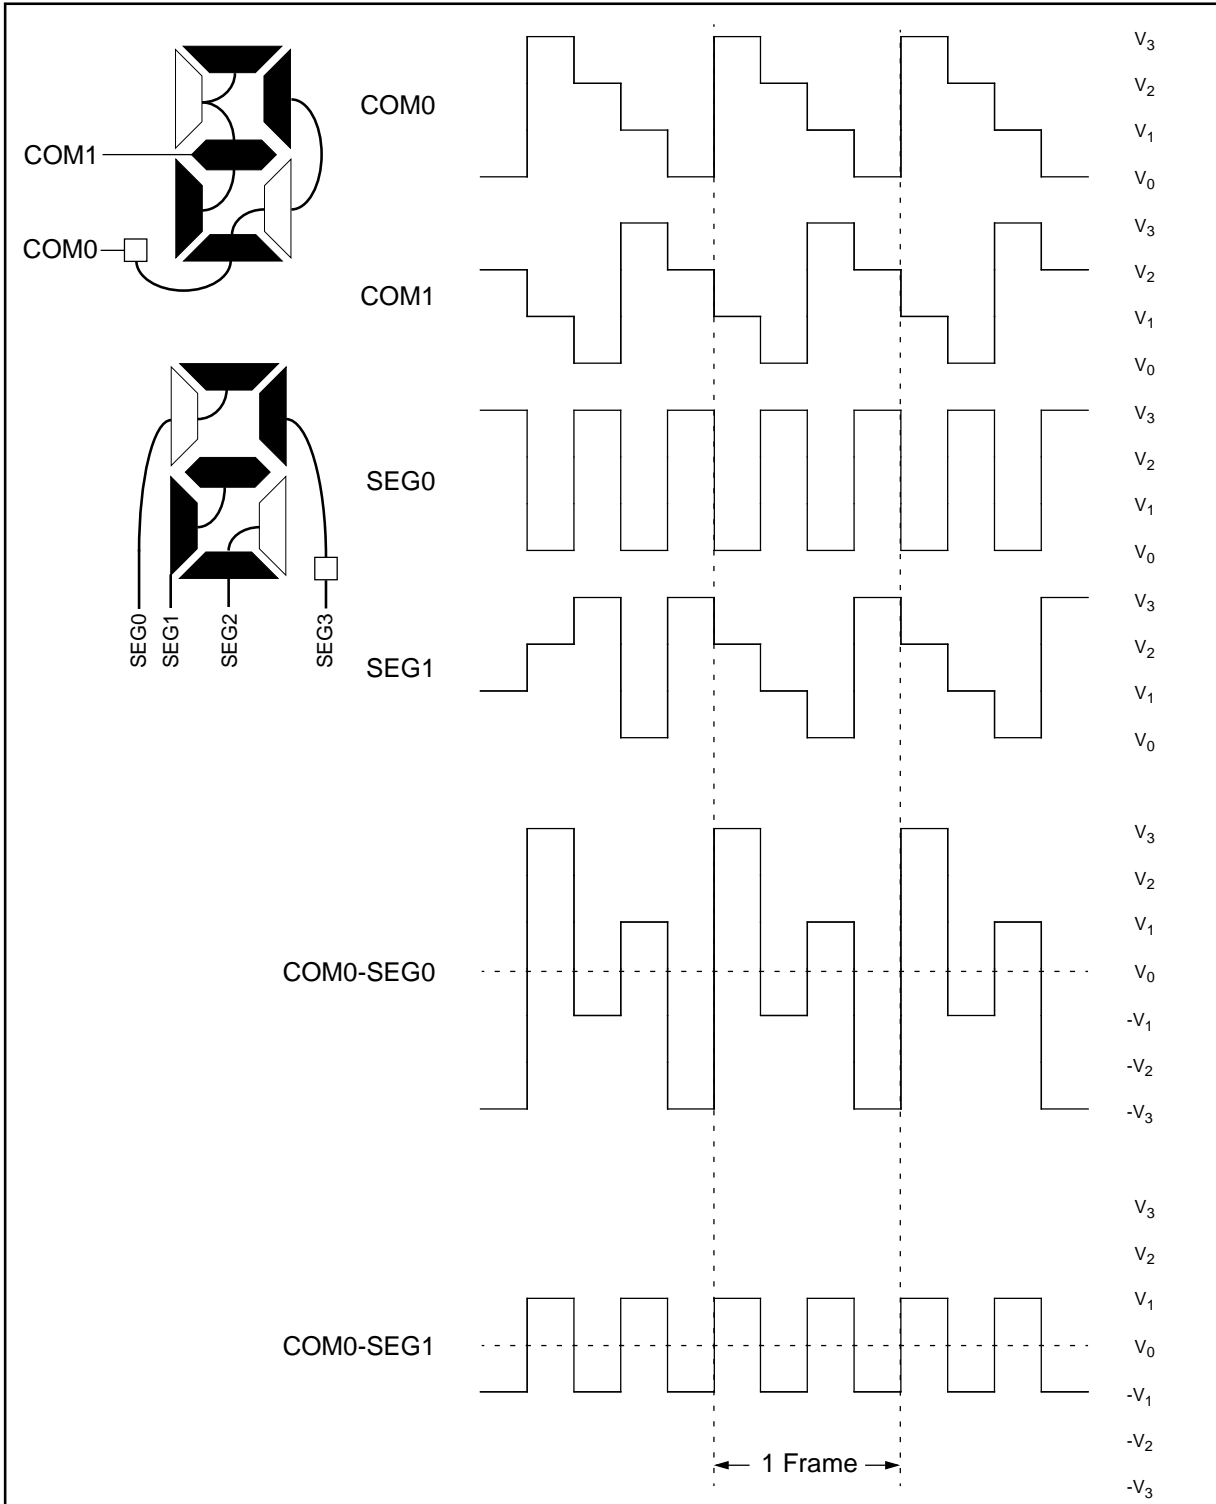 COM1
COM0
SEG0
SEG1
SEG2
SEG3
COM0
V3
V2
V1
V0
COM1
V3
V2
V1
V0
SEG0
V3
V2
V1
V0
SEG1
V3
V2
V1
V0
COM0-SEG0
V3
V2
V1
V0
-V1
-V2
-V3
COM0-SEG1
V3
V2
V1
V0
-V1
-V2
-V3
1 Frame